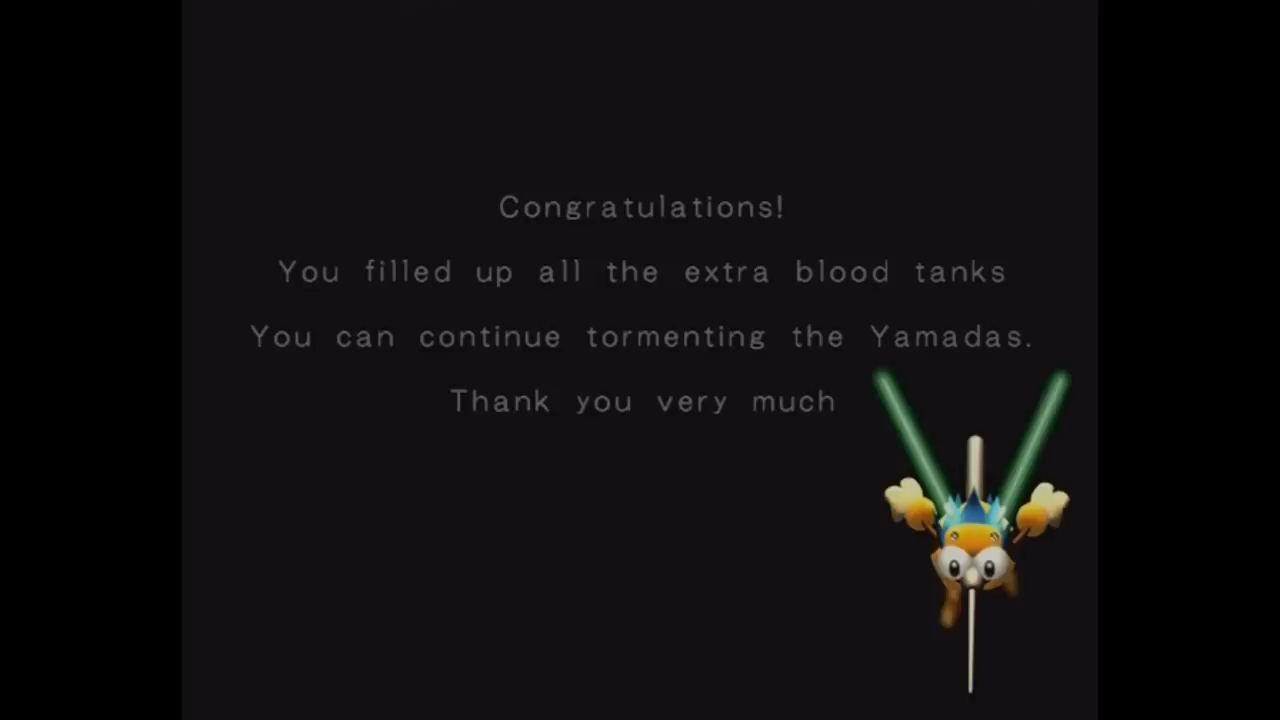 Congratulations!
You filled up all the extra blood tanks
You can continue tormenting the Yamadas.
Thank you very much